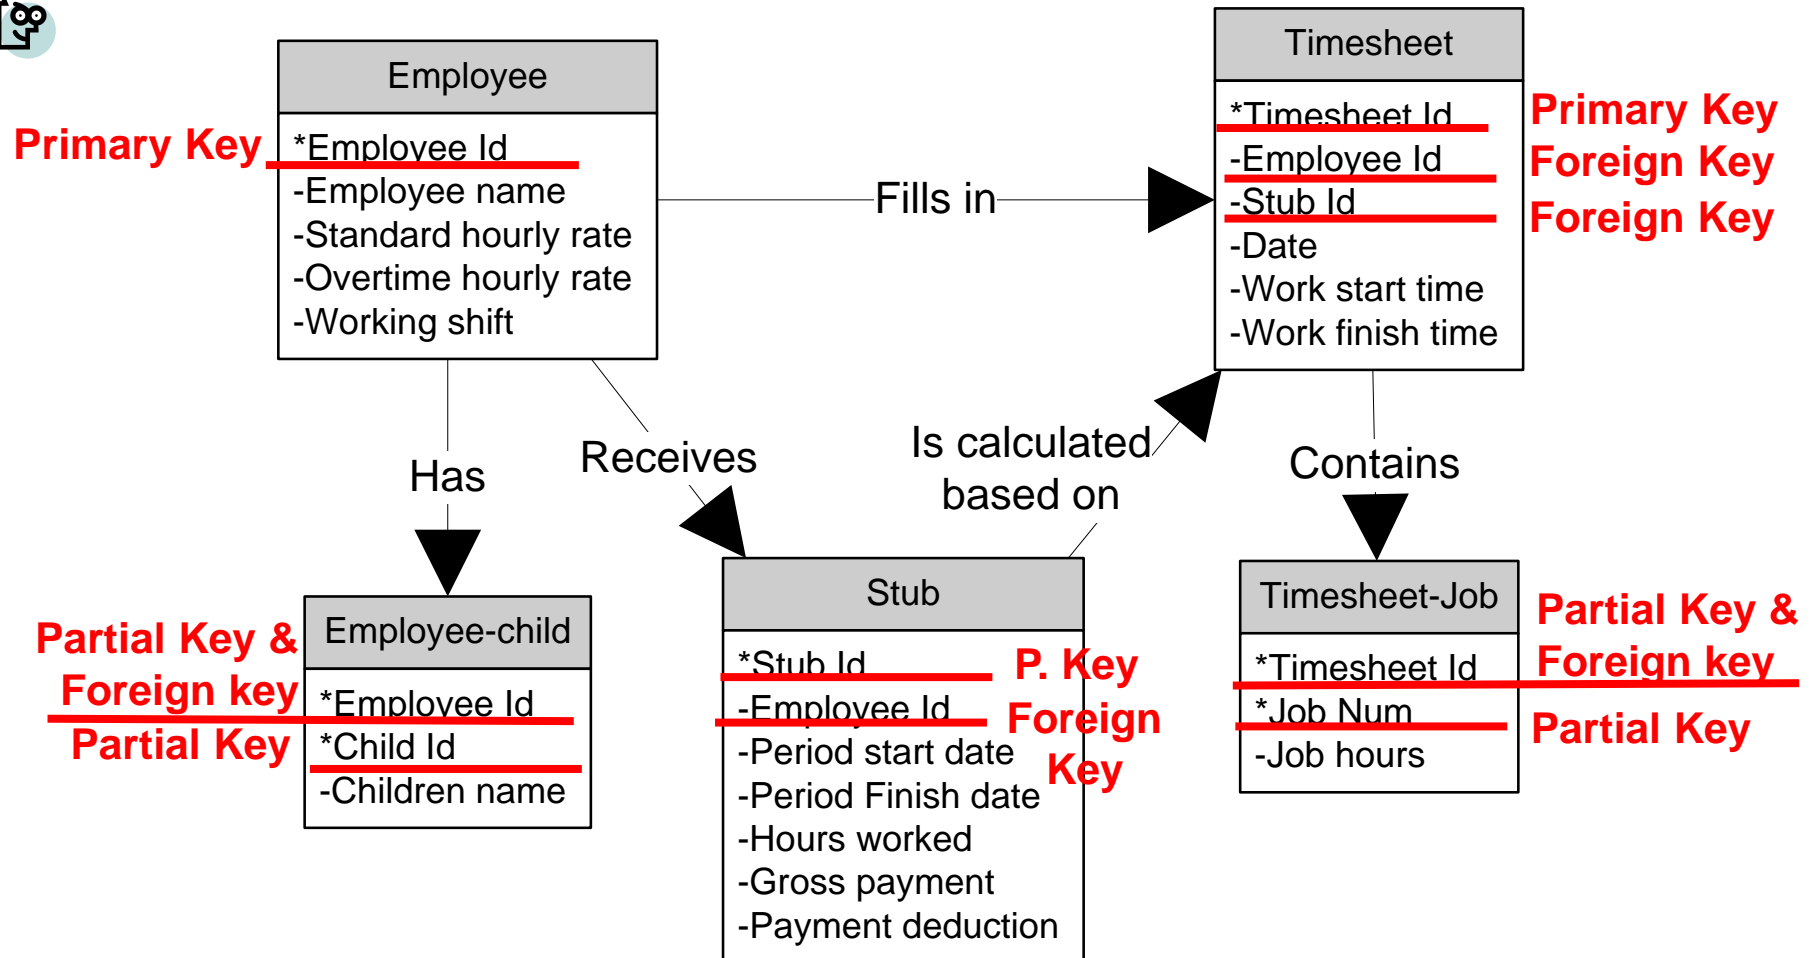 Employee
Primary Key
*Employee Id
-Employee name
-Standard hourly rate
-Overtime hourly rate
-Working shift
Fills in
Timesheet
*Timesheet Id
Primary Key
-Employee Id
Foreign Key
-Stub Id
Foreign Key
-Date
-Work start time
-Work finish time
Has
Receives
Is calculated
based on
Contains
Employee-child
Partial Key &
Foreign key
*Employee Id
Partial Key
*Child Id
-Children name
Stub
*Stub Id
P. Key
-Employee Id
Foreign
Key
-Period start date
-Period Finish date
-Hours worked
-Gross payment
-Payment deduction
Timesheet-Job
Partial Key &
Foreign key
*Timesheet Id
*Job Num
Partial Key
-Job hours